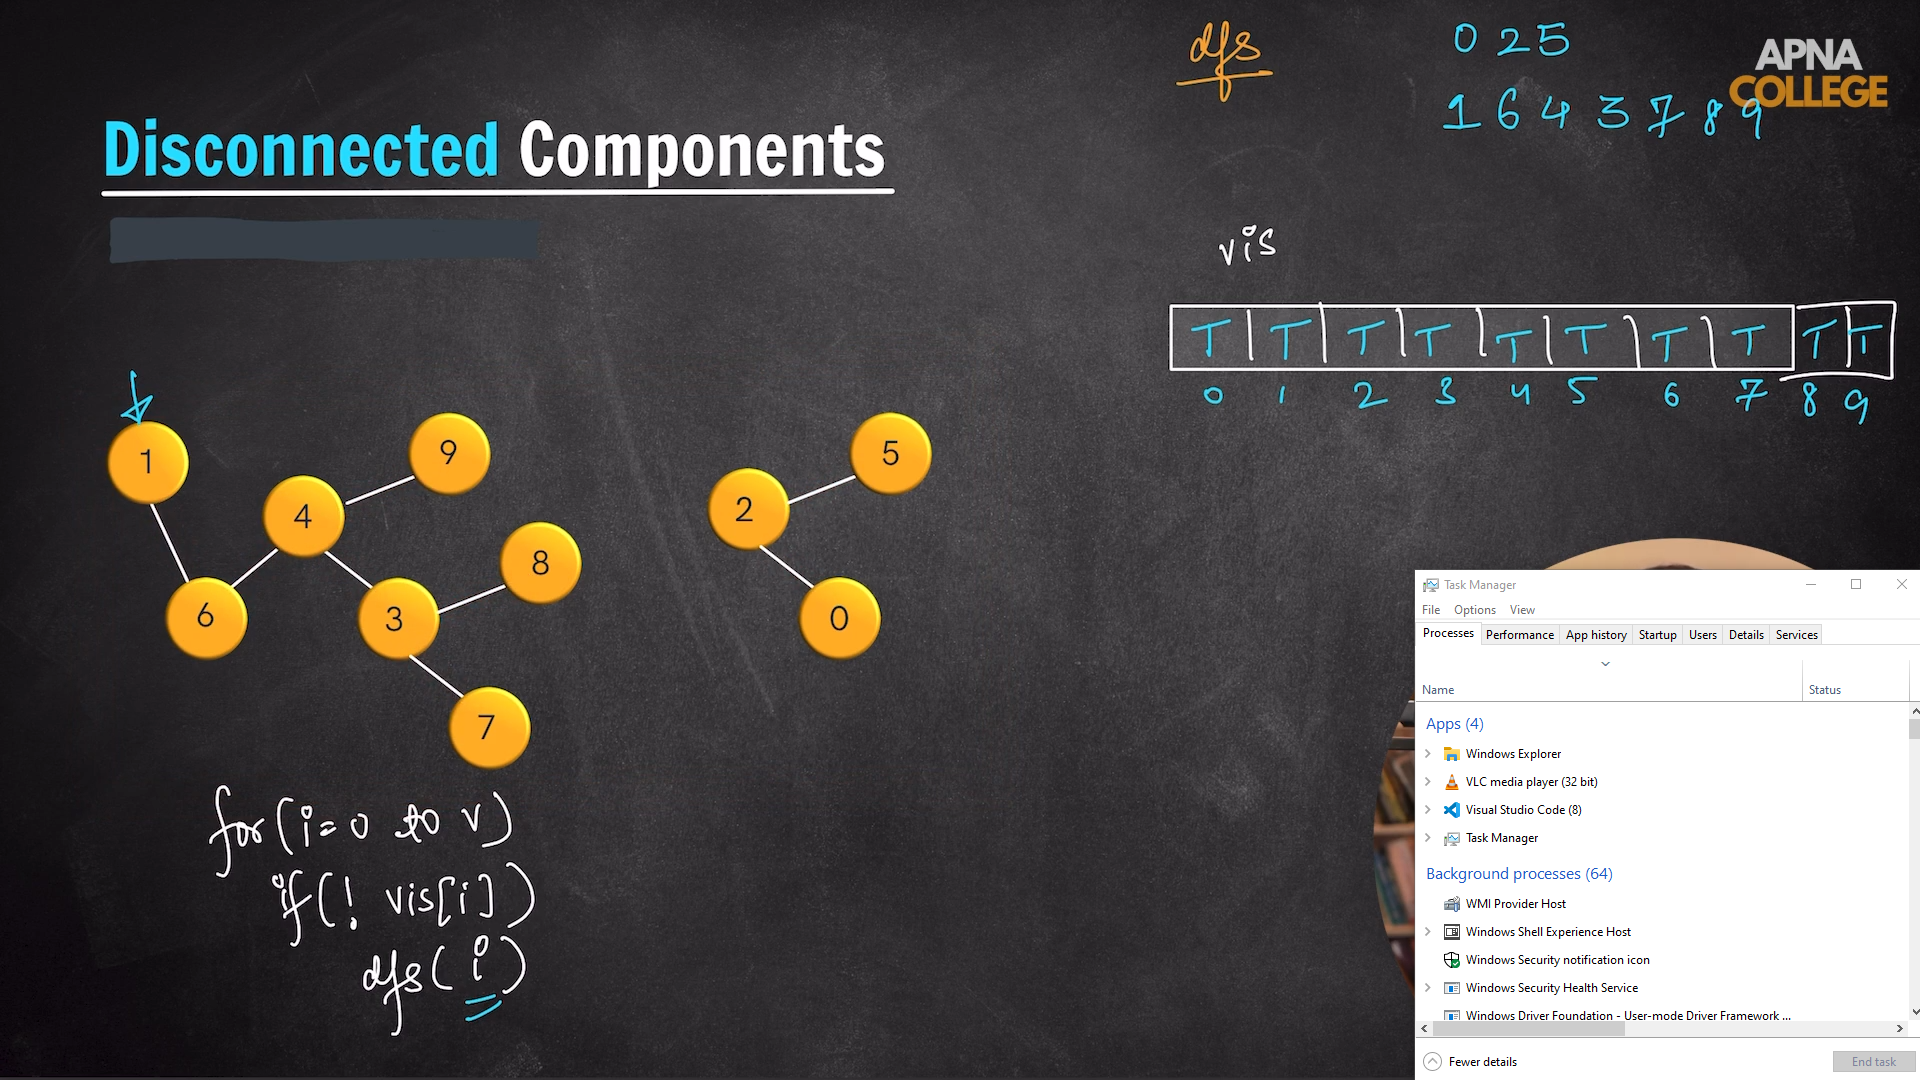 dfs
0 2 5
APNA
COLLEGE
1 6 4 3 7 8 9
Disconnected Components
vis
T T T T T T T T T T
0 1 2 3 4 5 6 7 8 9
1
4
9
6
3
8
7
2
5
0
for(i=0 to v)
if(! vis[i])
dfs(i)
Task Manager
File Options View
Processes Performance App history Startup Users Details Services
Name Status
Apps (4)
Windows Explorer
VLC media player (32 bit)
Visual Studio Code (8)
Task Manager
Background processes (64)
WMI Provider Host
Windows Shell Experience Host
Windows Security notification icon
Windows Security Health Service
Windows Driver Foundation - User-mode Driver Framework ...
Fewer details End task